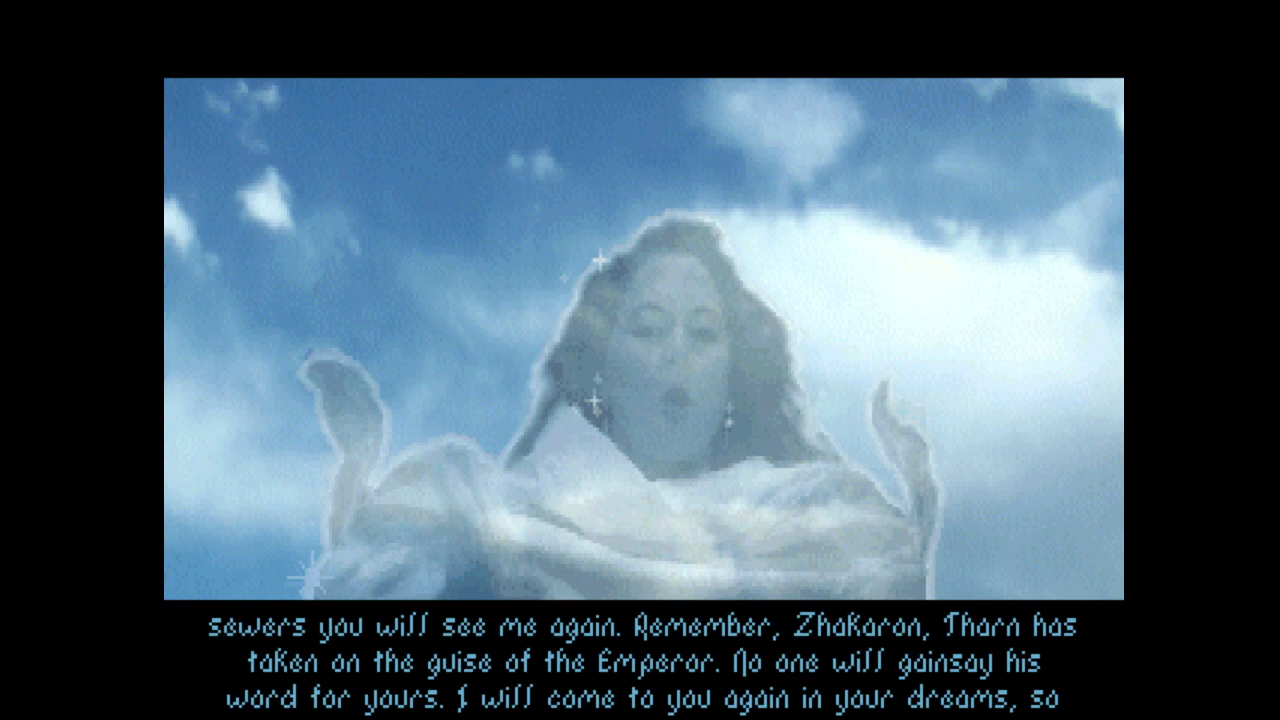 sewers you will see me again. Remember, Zhakaron, Tharn has
taken on the guise of the Emperor. No one will gainsay his
word for yours. I will come to you again in your dreams, so